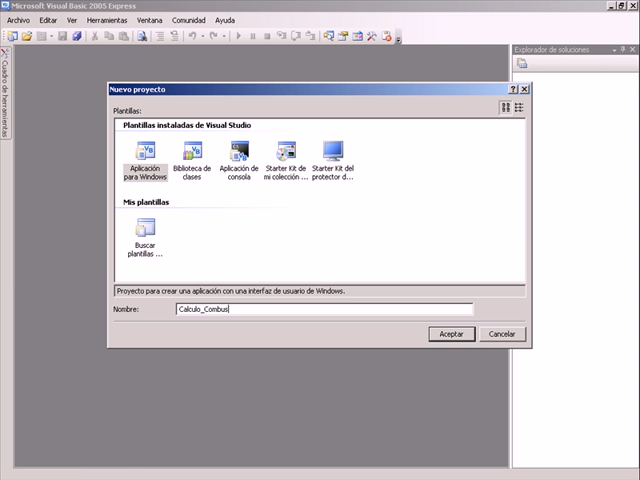 Microsoft Visual Basic 2005 Express
Archivo Editar Ver Herramientas Ventana Comunidad Ayuda
Explorador de soluciones
Cuadro de herramientas
Nuevo proyecto
Plantillas:
Plantillas instaladas de Visual Studio
Aplicación para Windows
Biblioteca de clases
Aplicación de consola
Starter Kit de mi colección ...
Starter Kit del protector d...
Mis plantillas
Buscar plantillas ...
Proyecto para crear una aplicación con una interfaz de usuario de Windows.
Nombre: Calculo_Combus
Aceptar Cancelar